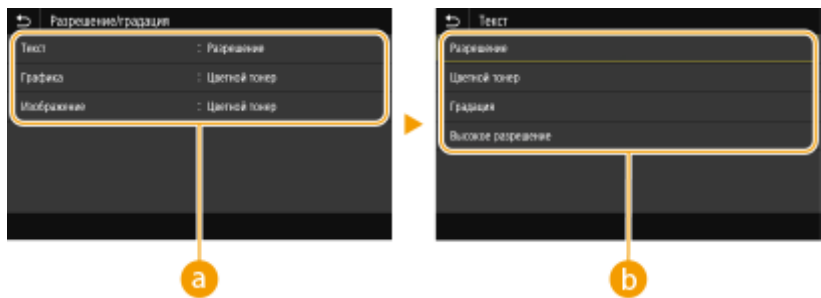 Разрешение/градация
Текст : Разрешение
Графика : Цветной тонер
Изображение : Цветной тонер
a
Текст
Разрешение
Цветной тонер
Градация
Высокое разрешение
b